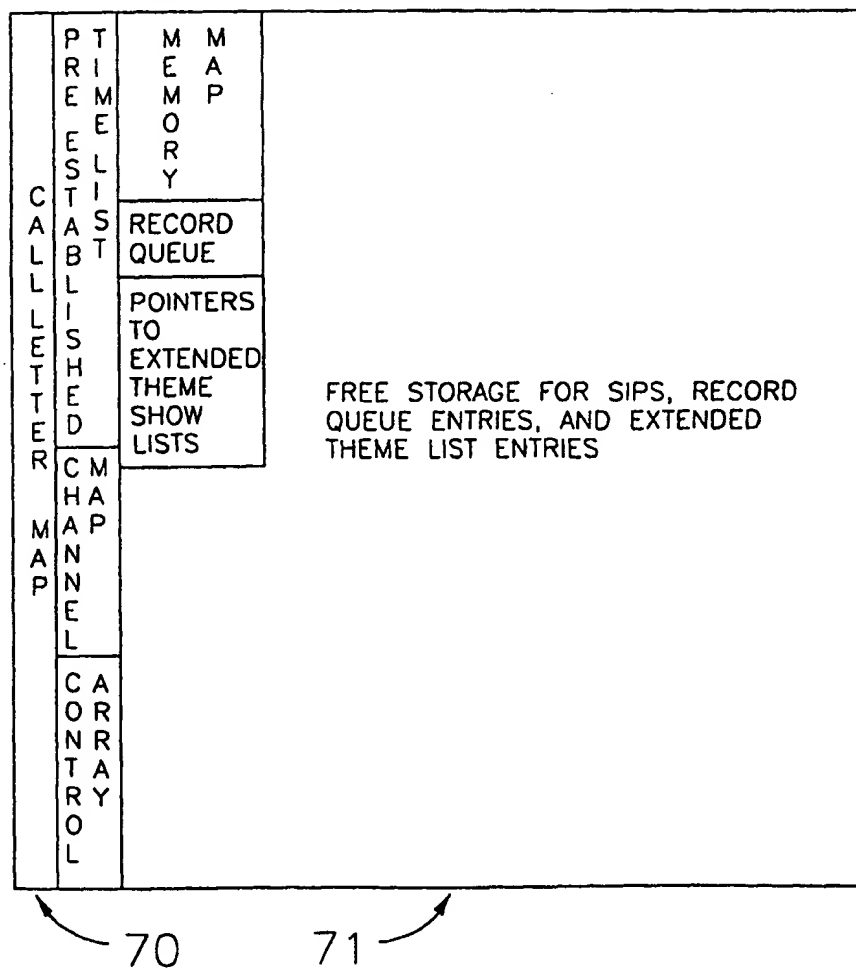 CALL LETTER MAP
PRE ESTABLISHED
TIME LIST
CHANNEL
MAP
CONTROL
ARRAY
MEMORY
MAP
RECORD
QUEUE
POINTERS
TO
EXTENDED
THEME
SHOW
LISTS
FREE STORAGE FOR SIPS, RECORD
QUEUE ENTRIES, AND EXTENDED
THEME LIST ENTRIES
70
71